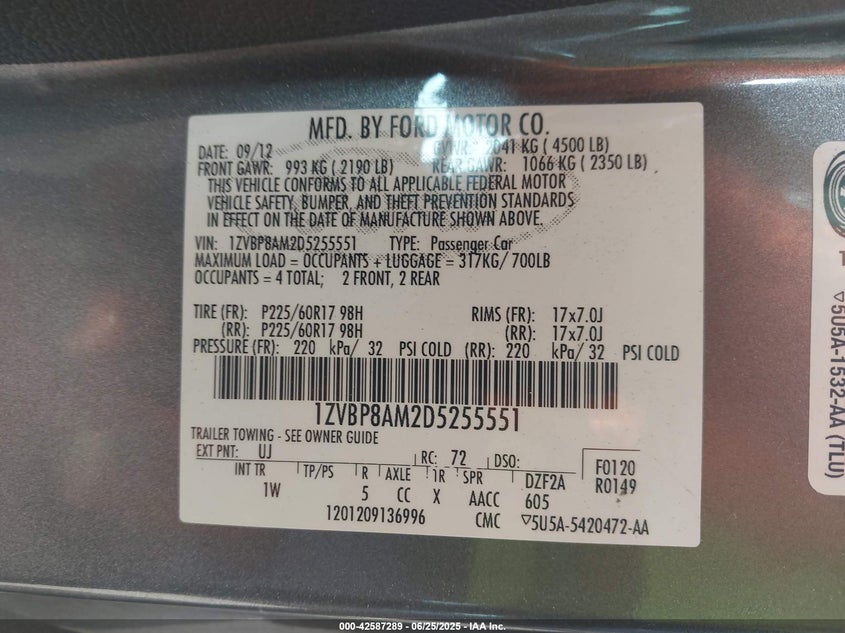 MFD. BY FORD MOTOR CO.
DATE: 09/12 GVWR: 2041 KG ( 4500 LB)
FRONT GAWR: 993 KG ( 2190 LB) REAR GAWR: 1066 KG ( 2350 LB)
THIS VEHICLE CONFORMS TO ALL APPLICABLE FEDERAL MOTOR
VEHICLE SAFETY, BUMPER, AND THEFT PREVENTION STANDARDS
IN EFFECT ON THE DATE OF MANUFACTURE SHOWN ABOVE.
VIN: 1ZVBP8AM2D5255551 TYPE: Passenger Car
MAXIMUM LOAD = OCCUPANTS + LUGGAGE = 317KG/ 700LB
OCCUPANTS = 4 TOTAL; 2 FRONT, 2 REAR
TIRE (FR): P225/60R17 98H RIMS (FR): 17x7.0J
(RR): P225/60R17 98H (RR): 17x7.0J
PRESSURE (FR): 220 kPa/ 32 PSI COLD (RR): 220 kPa/ 32 PSI COLD
1ZVBP8AM2D5255551
TRAILER TOWING - SEE OWNER GUIDE
EXT PNT: UJ RC: 72 DSO: F0120
INT TR TP/PS R AXLE TR SPR DZF2A R0149
1W 5 CC X AACC 605
1201209136996 CMC ▽5U5A-5420472-AA
▽5U5A-1532-AA (TLU)
000-42587289 - 06/25/2025 - IAA Inc.